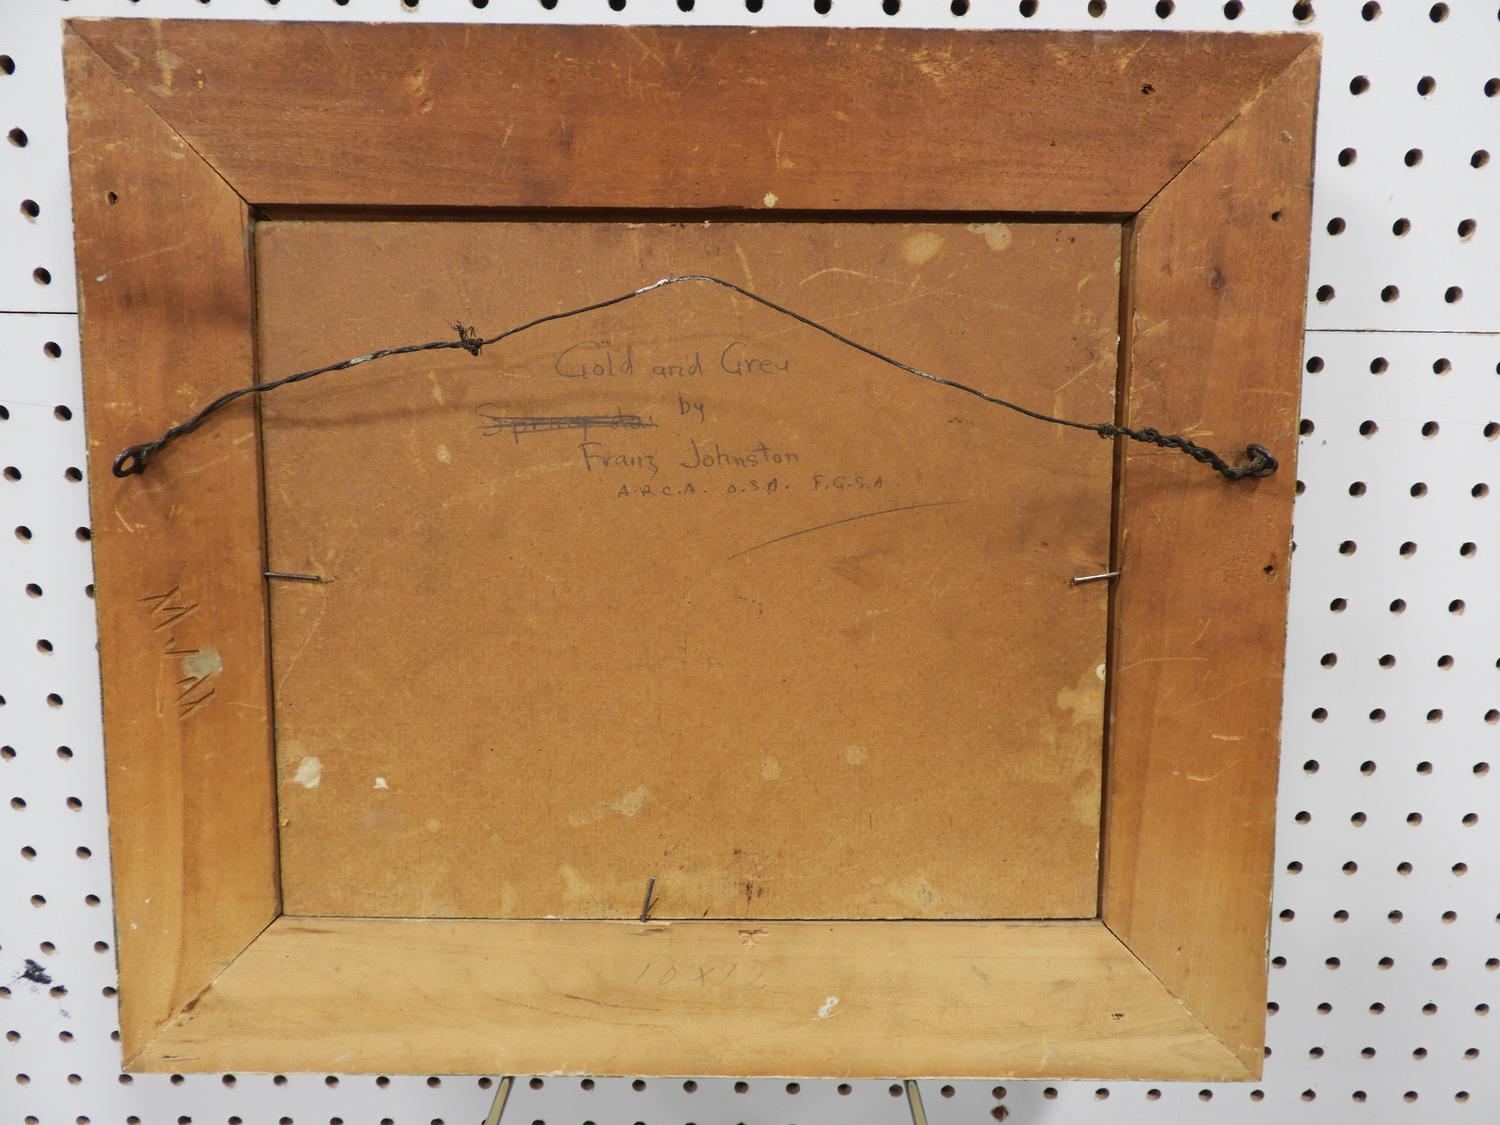 Gold and Grey
by
Franz Johnston
A.R.C.A. O.S.A. F.G.S.A.
10 X 12